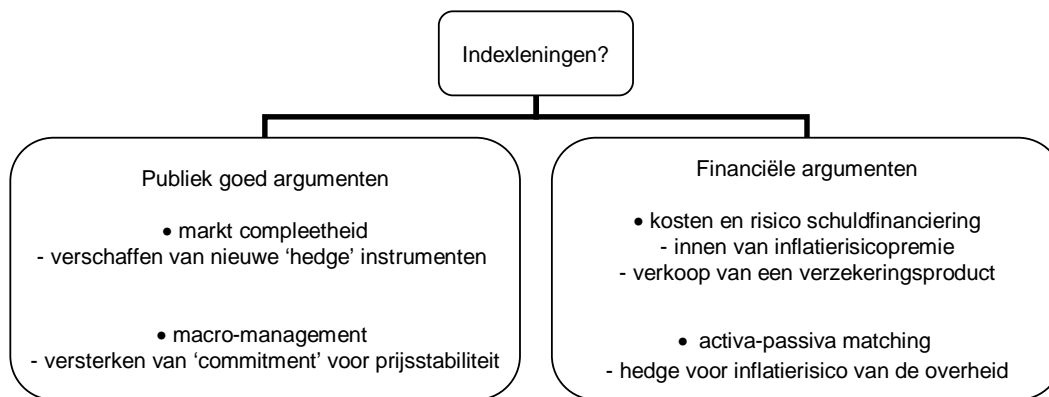 Indexleningen?
Publiek goed argumenten
• markt compleetheid
- verschaffen van nieuwe ‘hedge’ instrumenten
• macro-management
- versterken van ‘commitment’ voor prijsstabiliteit
Financiële argumenten
• kosten en risico schuldfinanciering
- innen van inflatierisicopremie
- verkoop van een verzekeringsproduct
• activa-passiva matching
- hedge voor inflatierisico van de overheid